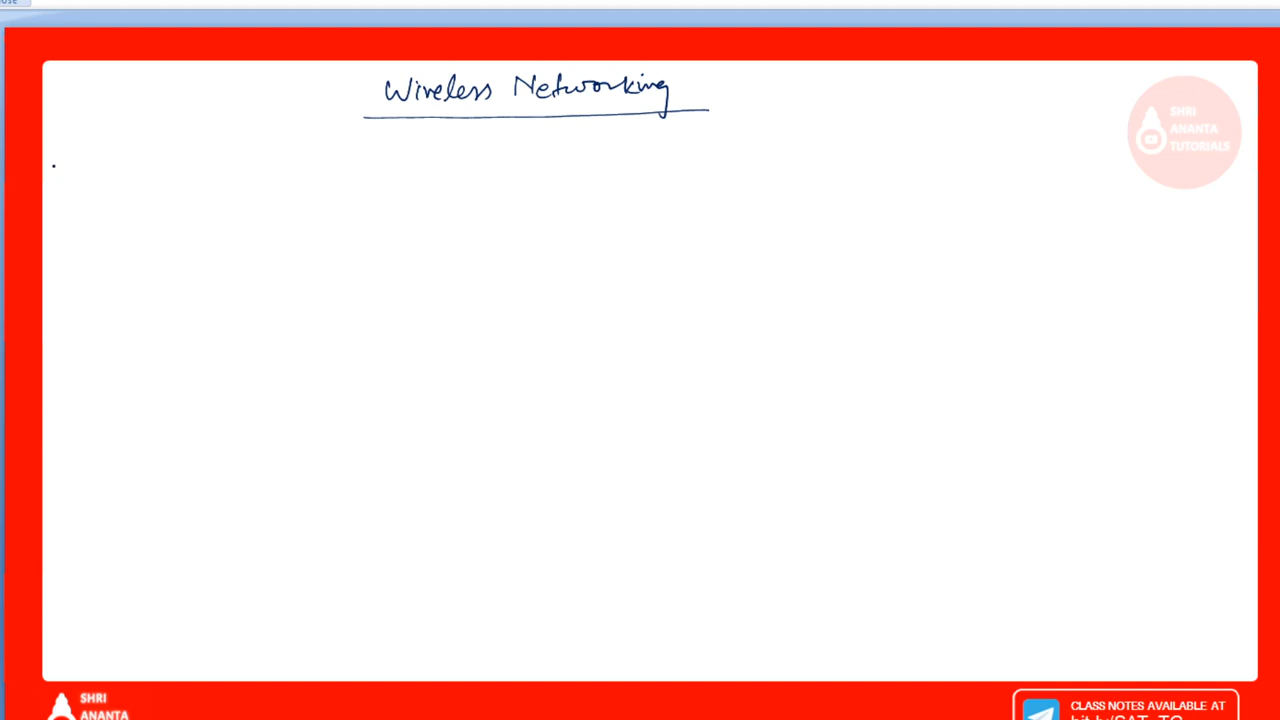 Wireless Networking
SHRI
ANANTA
TUTORIALS
SHRI
ANANTA
CLASS NOTES AVAILABLE AT